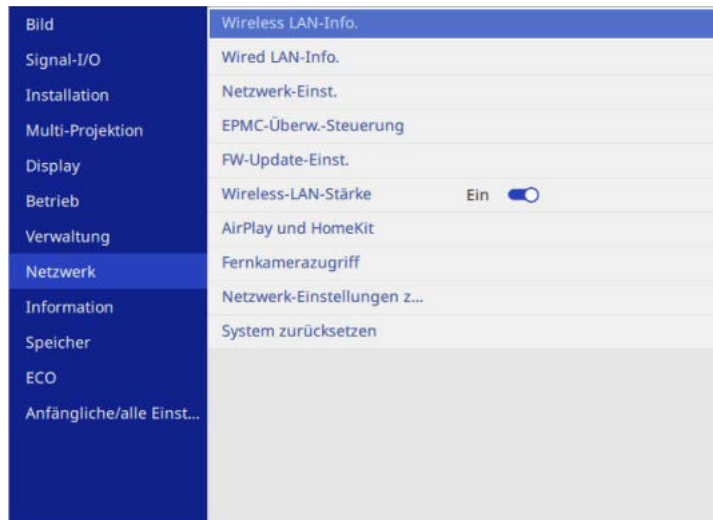 Bild
Signal-I/O
Installation
Multi-Projektion
Display
Betrieb
Verwaltung
Netzwerk
Information
Speicher
ECO
Anfängliche/alle Einst...
Wireless LAN-Info.
Wired LAN-Info.
Netzwerk-Einst.
EPMC-Überw.-Steuerung
FW-Update-Einst.
Wireless-LAN-Stärke Ein
AirPlay und HomeKit
Fernkamerazugriff
Netzwerk-Einstellungen z...
System zurücksetzen